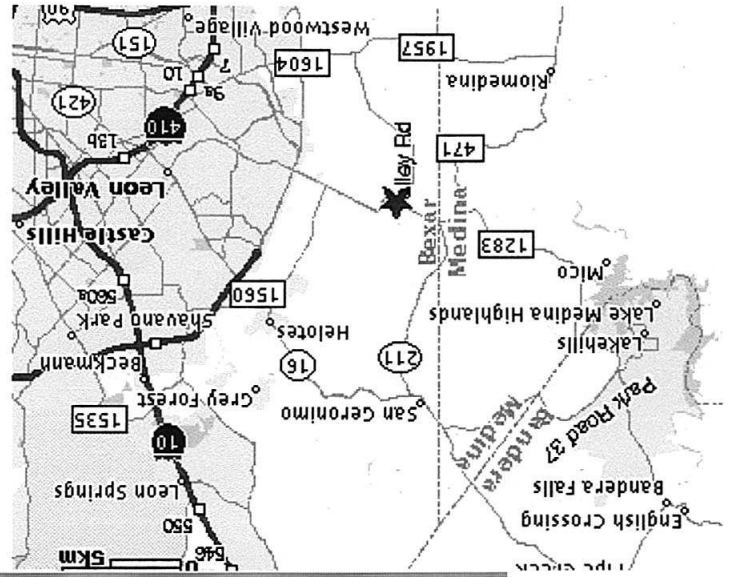 5km
0
546
English Crossing
550
Bandera Falls
Leon Springs
Park Road 37
Bandera
Medina
10
San Geronimo
1535
Grey Forest
Beckmann
Lakehills
211
16
Helotes
Lake Medina Highlands
Shavano Park
1560
560a
Mico
1283
Medina
Bexar
Castle Hills
Leon Valley
471
13b
410
421
Riomedina
9a
1604
10
7
1957
151
Westwood Village
90